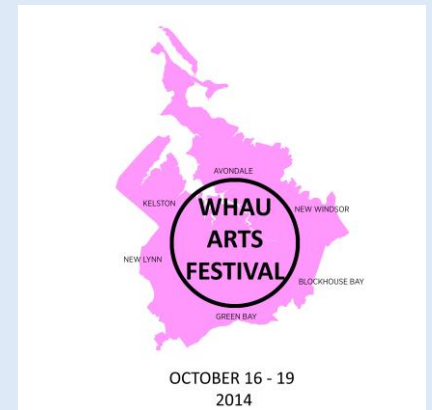 AVONDALE
KELSTON
WHAU
NEW WINDSOR
ARTS
NEW LYNN
FESTIVAL
BLOCKHOUSE BAY
GREEN BAY
OCTOBER 16 - 19
2014